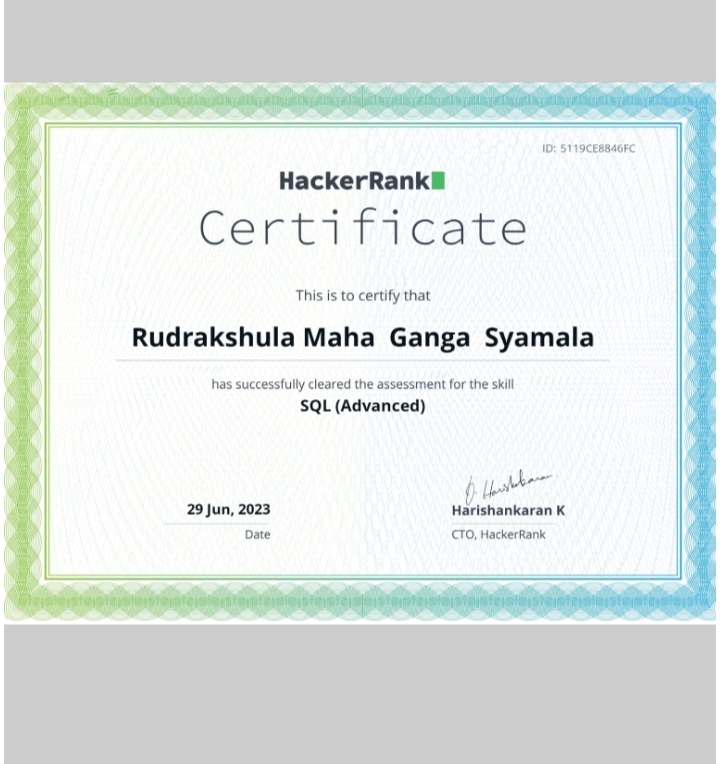 ID: 5119CE8846FC
HackerRank
Certificate
This is to certify that
Rudrakshula Maha Ganga Syamala
has successfully cleared the assessment for the skill
SQL (Advanced)
29 Jun, 2023
Harishankaran K
Date
CTO, HackerRank